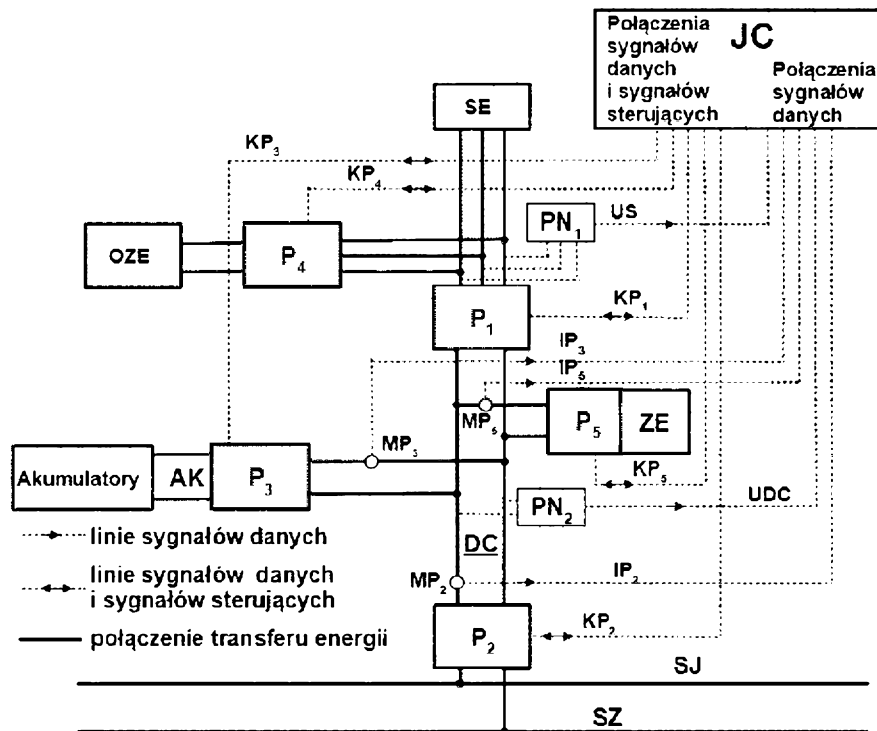 Połączenia
sygnałów
danych
i sygnałów
sterujących
JC
Połączenia
sygnałów
danych
SE
KP3
KP4
PN1
US
OZE
P4
P1
KP1
IP3
IP5
MP5
P5
ZE
KP5
MP3
Akumulatory
AK
P3
PN2
UDC
linie sygnałów danych
DC
linie sygnałów danych
i sygnałów sterujących
MP2
IP2
połączenie transferu energii
P2
KP2
SJ
SZ